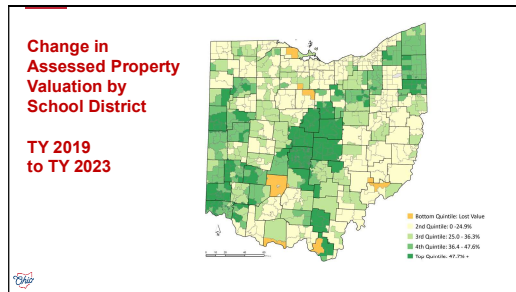 Change in
Assessed Property
Valuation by
School District
TY 2019
to TY 2023
Bottom Quintile: Lost Value
2nd Quintile: 0 -24.9%
3rd Quintile: 25.0 - 36.3%
4th Quintile: 36.4 - 47.6%
Top Quintile: 47.7% +
Ohio